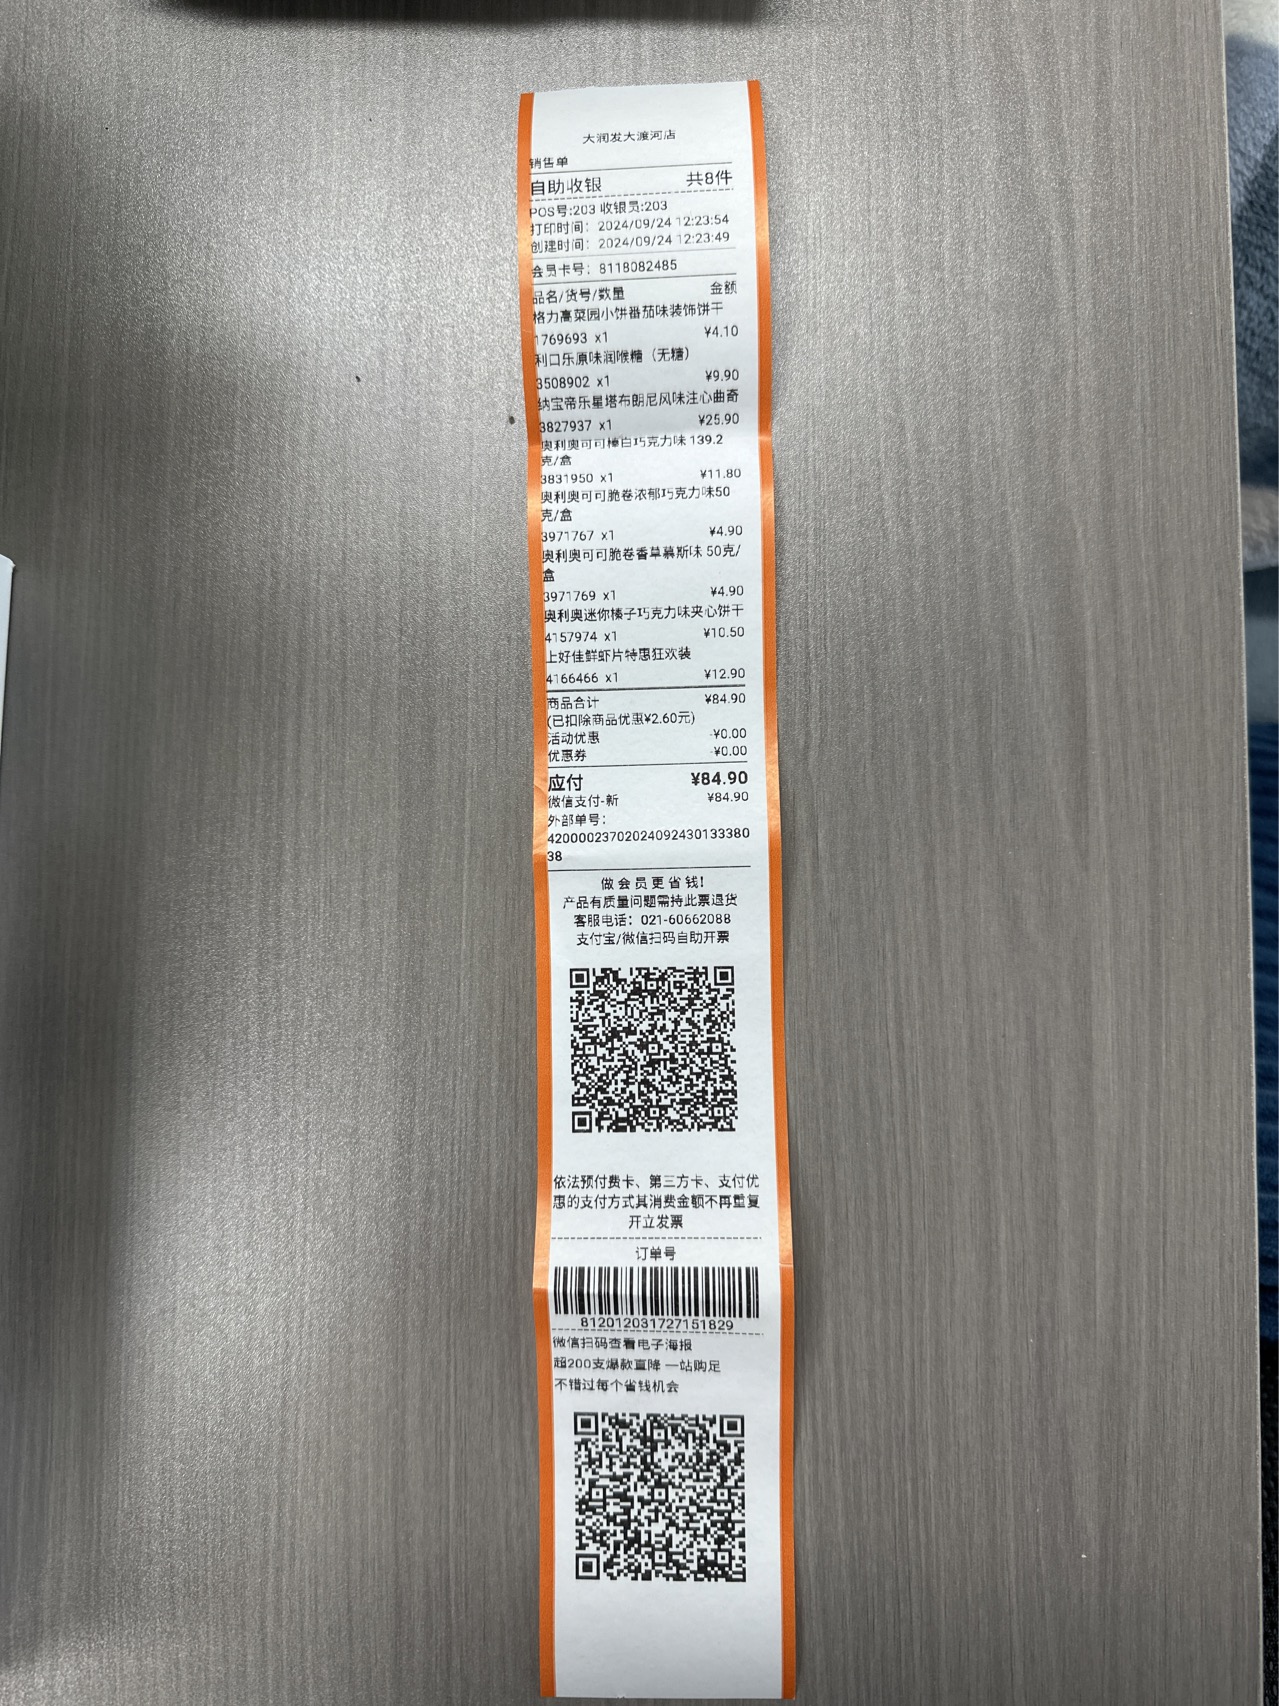 大润发大渡河店
销售单
自助收银 共8件
POS号:203 收银员:203
打印时间：2024/09/24 12:23:54
创建时间：2024/09/24 12:23:49
会员卡号：8118082485
品名/货号/数量 金额
格力高菜园小饼番茄味装饰饼干
1769693 x1 ¥4.10
利口乐原味润喉糖（无糖）
3508902 x1 ¥9.90
纳宝帝乐星塔布朗尼风味注心曲奇
3827937 x1 ¥25.90
奥利奥可可棒白巧克力味 139.2
克/盒
3831950 x1 ¥11.80
奥利奥可可脆卷浓郁巧克力味50
克/盒
3971767 x1 ¥4.90
奥利奥可可脆卷香草慕斯味 50克/
盒
3971769 x1 ¥4.90
奥利奥迷你榛子巧克力味夹心饼干
4157974 x1 ¥10.50
上好佳鲜虾片特惠狂欢装
4166466 x1 ¥12.90
商品合计 ¥84.90
(已扣除商品优惠¥2.60元)
活动优惠 -¥0.00
优惠券 -¥0.00
应付 ¥84.90
微信支付-新 ¥84.90
外部单号：
42000023702024092430133380
38
做会员更省钱!
产品有质量问题需持此票退货
客服电话：021-60662088
支付宝/微信扫码自助开票
依法预付费卡、第三方卡、支付优
惠的支付方式其消费金额不再重复
开立发票
订单号
812012031727151829
微信扫码查看电子海报
超200支爆款直降 一站购足
不错过每个省钱机会